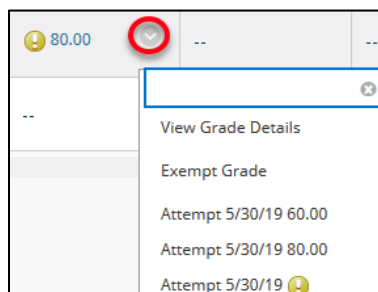 80.00 -- --
--
View Grade Details
Exempt Grade
Attempt 5/30/19 60.00
Attempt 5/30/19 80.00
Attempt 5/30/19